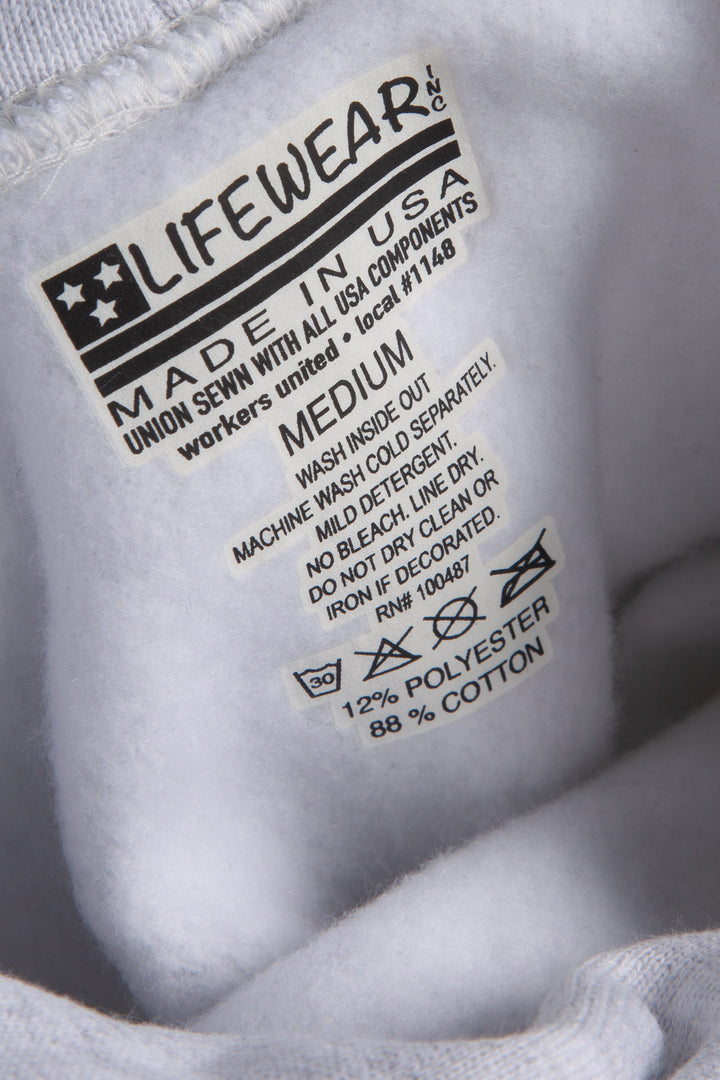 LIFEWEAR INC
MADE IN USA
UNION SEWN WITH ALL USA COMPONENTS
workers united • local #1148
MEDIUM
WASH INSIDE OUT
MACHINE WASH COLD SEPARATELY.
MILD DETERGENT.
NO BLEACH. LINE DRY.
DO NOT DRY CLEAN OR
IRON IF DECORATED.
RN# 100487
30
12% POLYESTER
88 % COTTON